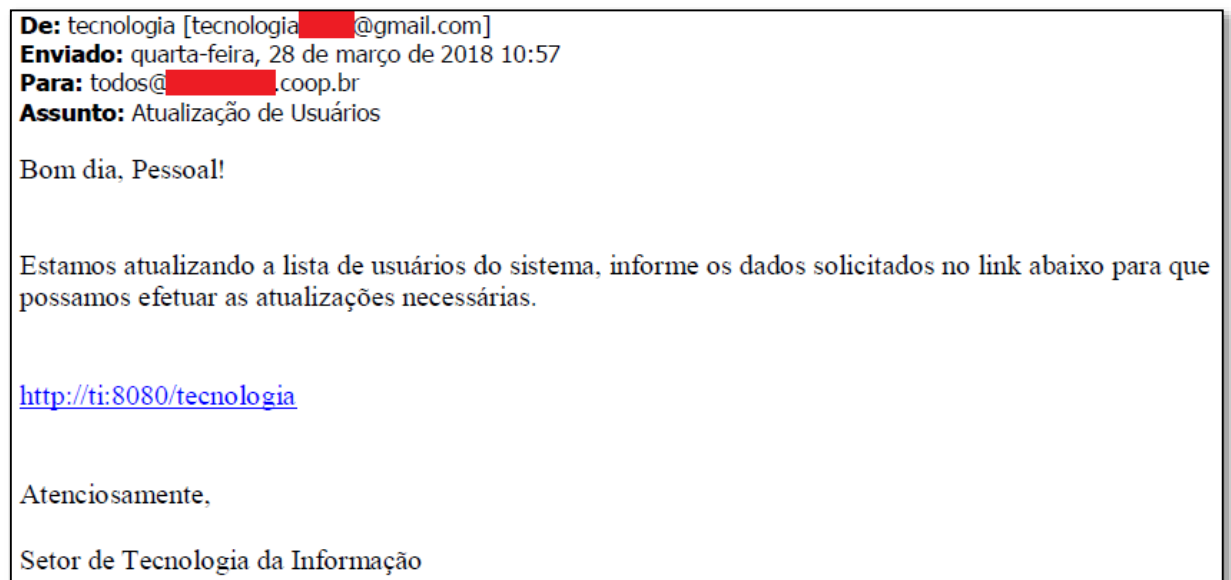 De: tecnologia [tecnologia @gmail.com]
Enviado: quarta-feira, 28 de março de 2018 10:57
Para: todos@ .coop.br
Assunto: Atualização de Usuários
Bom dia, Pessoal!
Estamos atualizando a lista de usuários do sistema, informe os dados solicitados no link abaixo para que
possamos efetuar as atualizações necessárias.
http://ti:8080/tecnologia
Atenciosamente,
Setor de Tecnologia da Informação